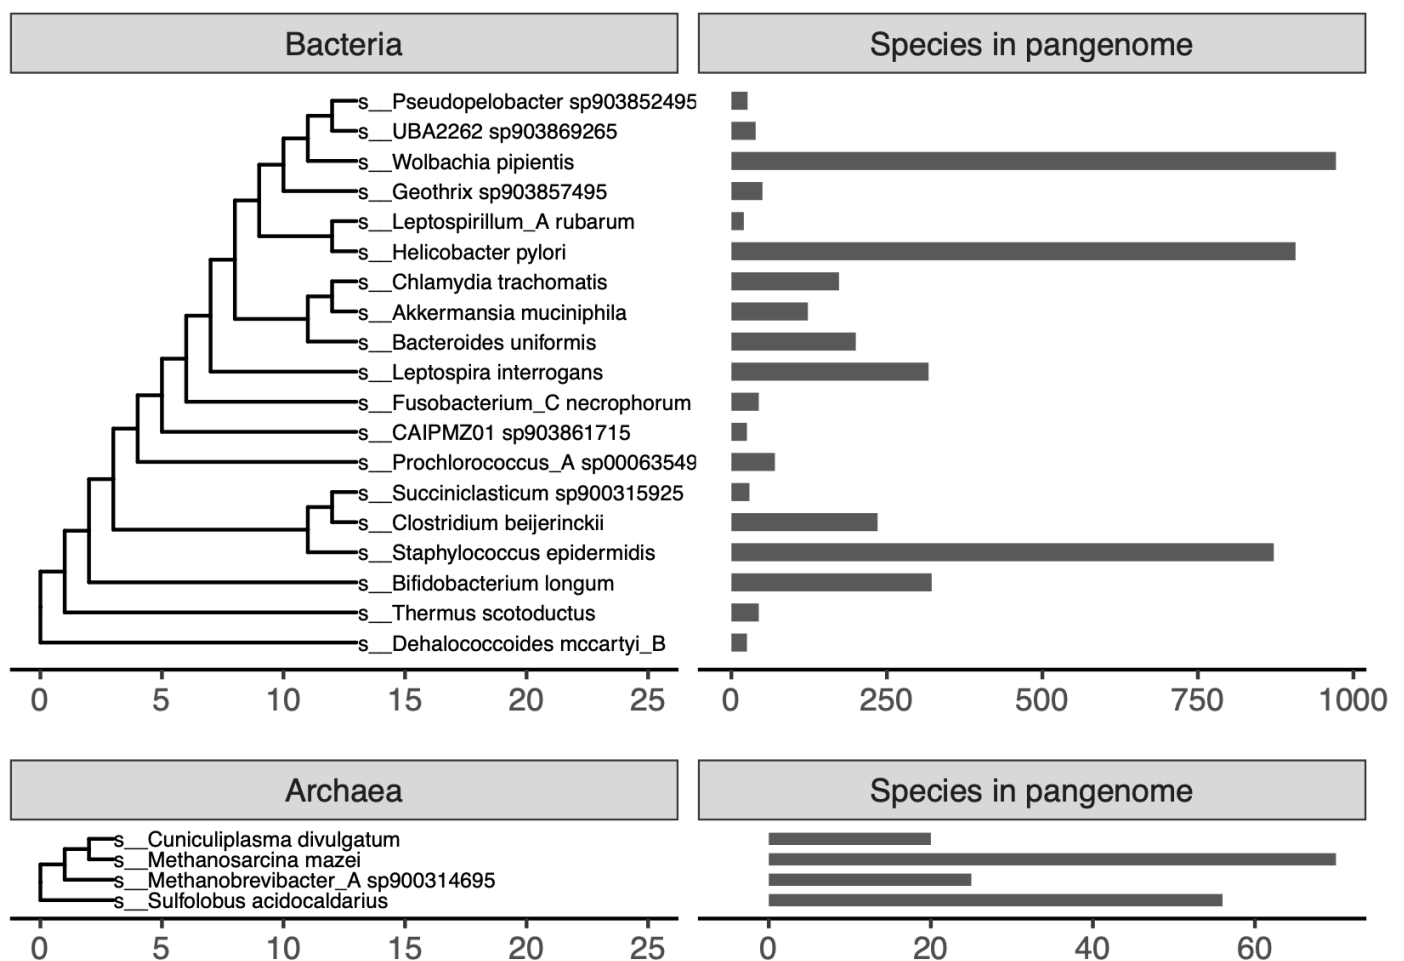 Bacteria
Species in pangenome
s__Pseudopelobacter sp903852495
s__UBA2262 sp903869265
s__Wolbachia pipientis
s__Geothrix sp903857495
s__Leptospirillum_A rubarum
s__Helicobacter pylori
s__Chlamydia trachomatis
s__Akkermansia muciniphila
s__Bacteroides uniformis
s__Leptospira interrogans
s__Fusobacterium_C necrophorum
s__CAIPMZ01 sp903861715
s__Prochlorococcus_A sp00063549
s__Succiniclasticum sp900315925
s__Clostridium beijerinckii
s__Staphylococcus epidermidis
s__Bifidobacterium longum
s__Thermus scotoductus
s__Dehalococcoides mccartyi_B
0 5 10 15 20 25
0 250 500 750 1000
Archaea
Species in pangenome
s__Cuniculiplasma divulgatum
s__Methanosarcina mazei
s__Methanobrevibacter_A sp900314695
s__Sulfolobus acidocaldarius
0 5 10 15 20 25
0 20 40 60